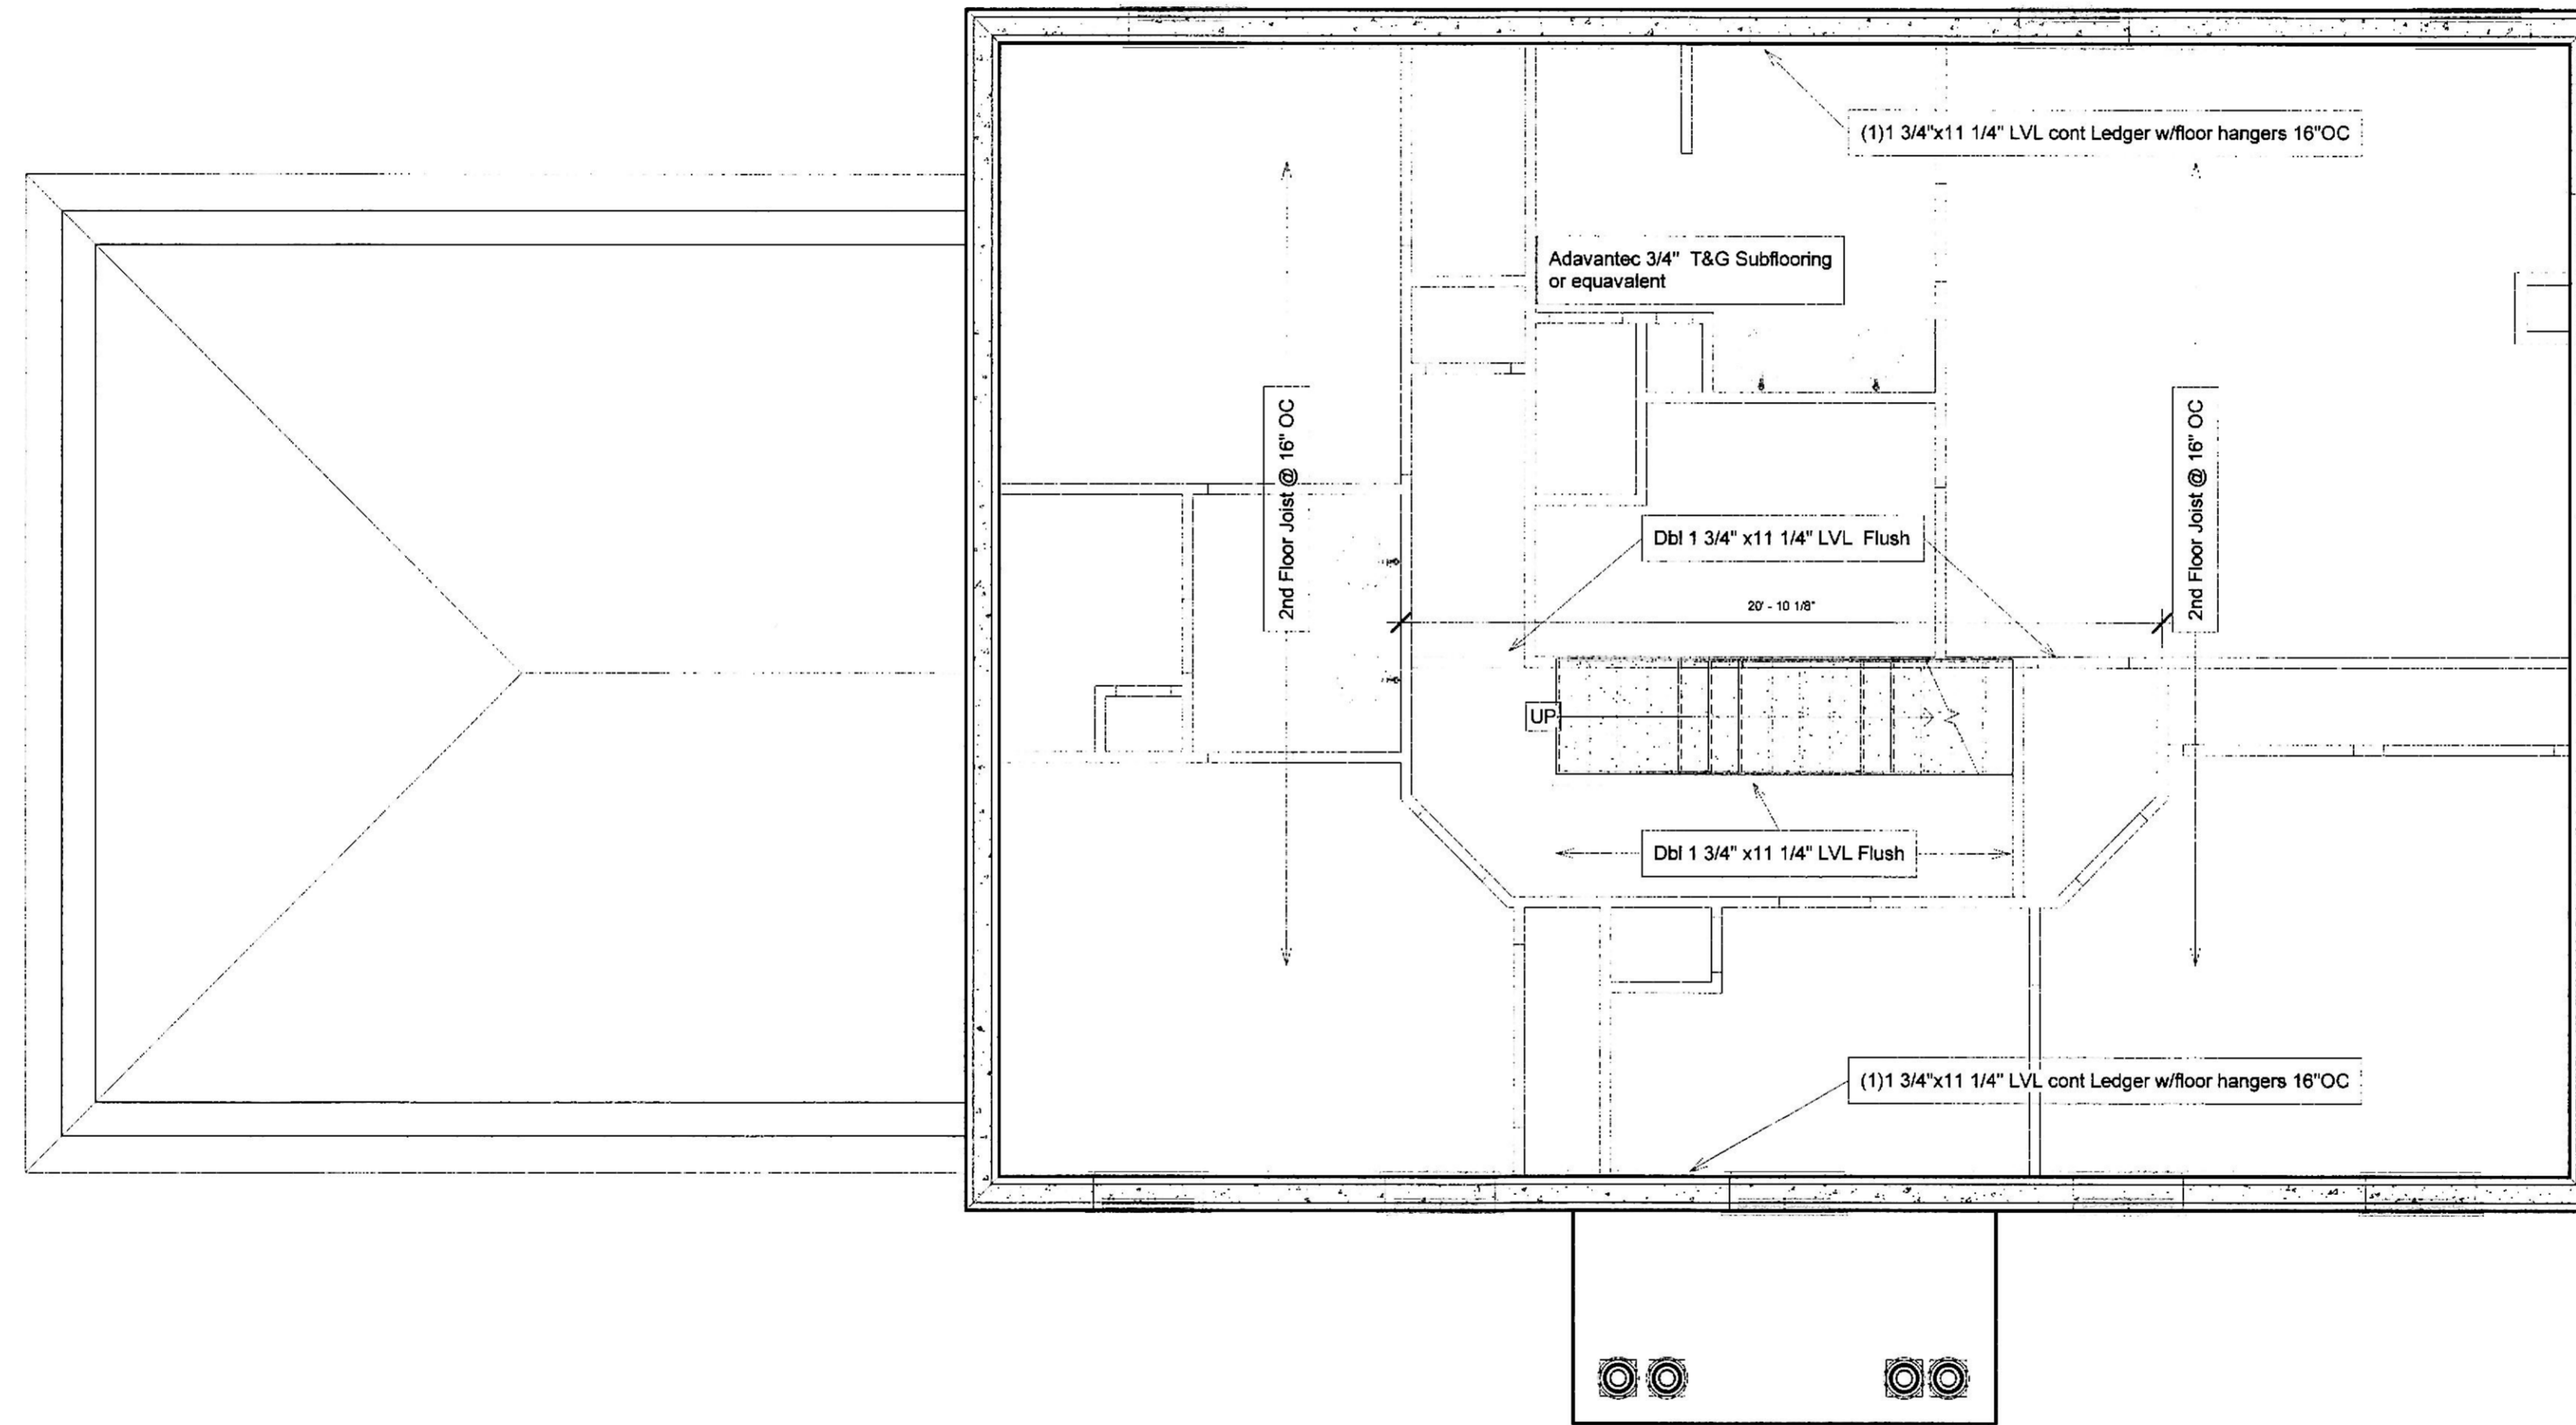 (1)1 3/4"x11 1/4" LVL cont Ledger w/floor hangers 16"OC
Adavantec 3/4" T&G Subflooring
or equavalent
2nd Floor Joist @ 16" OC
2nd Floor Joist @ 16" OC
Dbl 1 3/4" x11 1/4" LVL Flush
20' - 10 1/8"
UP
Dbl 1 3/4" x11 1/4" LVL Flush
(1)1 3/4"x11 1/4" LVL cont Ledger w/floor hangers 16"OC